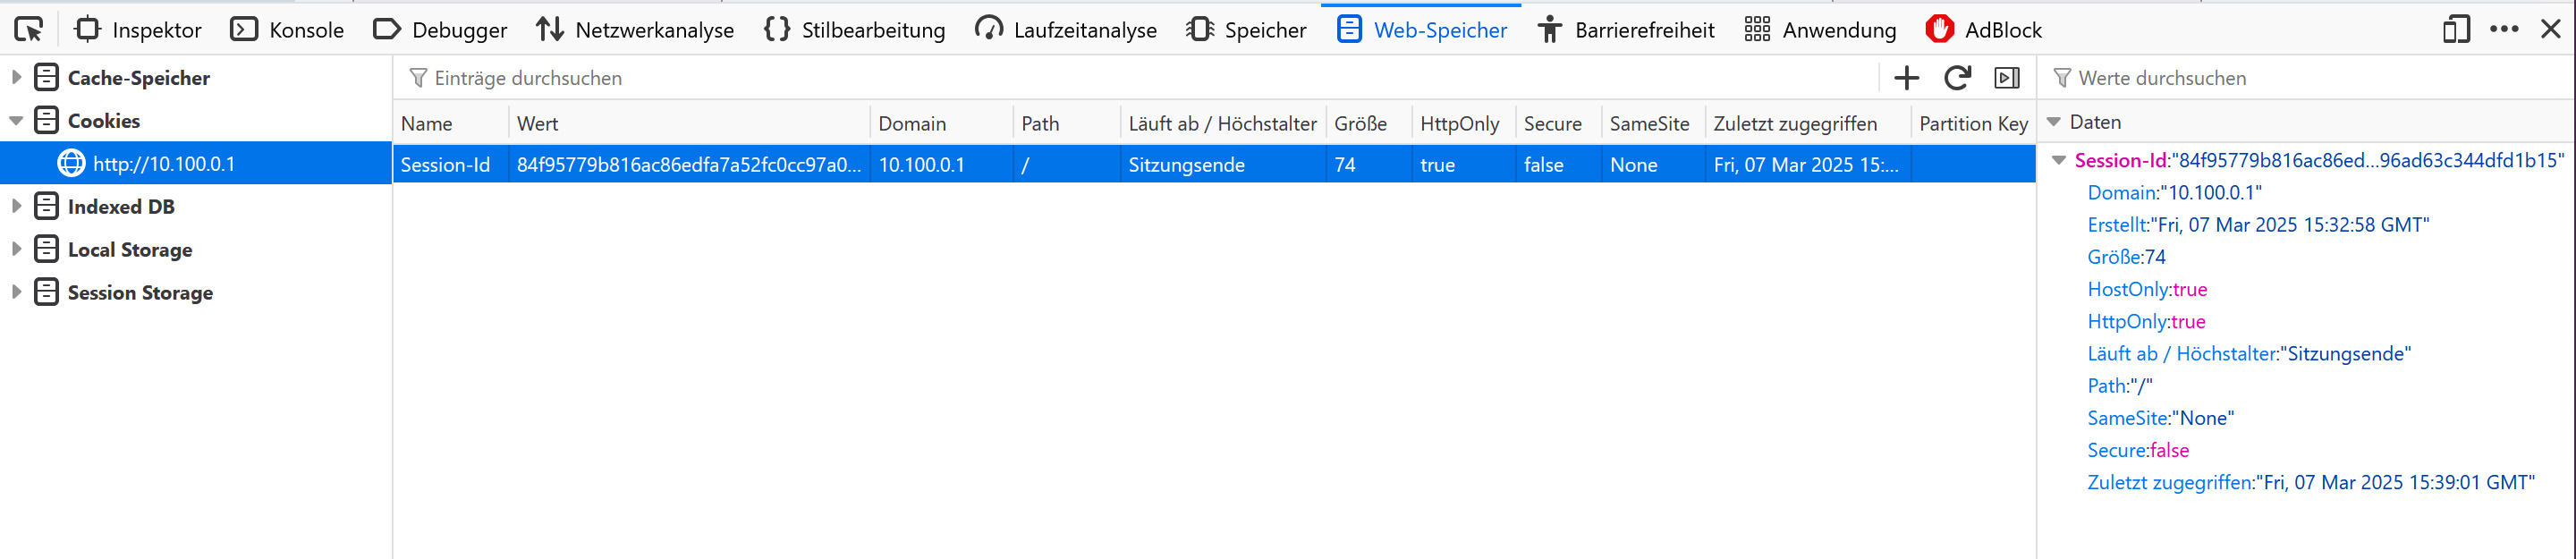 Inspektor Konsole Debugger Netzwerkanalyse Stilbearbeitung Laufzeitanalyse Speicher Web-Speicher Barrierefreiheit Anwendung AdBlock
Cache-Speicher
Cookies
http://10.100.0.1
Indexed DB
Local Storage
Session Storage
Einträge durchsuchen
Name Wert Domain Path Läuft ab / Höchstalter Größe HttpOnly Secure SameSite Zuletzt zugegriffen Partition Key
Session-Id 84f95779b816ac86edfa7a52fc0cc97a0... 10.100.0.1 / Sitzungsende 74 true false None Fri, 07 Mar 2025 15:...
Werte durchsuchen
Daten
Session-Id:"84f95779b816ac86ed...96ad63c344dfd1b15"
Domain:"10.100.0.1"
Erstellt:"Fri, 07 Mar 2025 15:32:58 GMT"
Größe:74
HostOnly:true
HttpOnly:true
Läuft ab / Höchstalter:"Sitzungsende"
Path:"/"
SameSite:"None"
Secure:false
Zuletzt zugegriffen:"Fri, 07 Mar 2025 15:39:01 GMT"